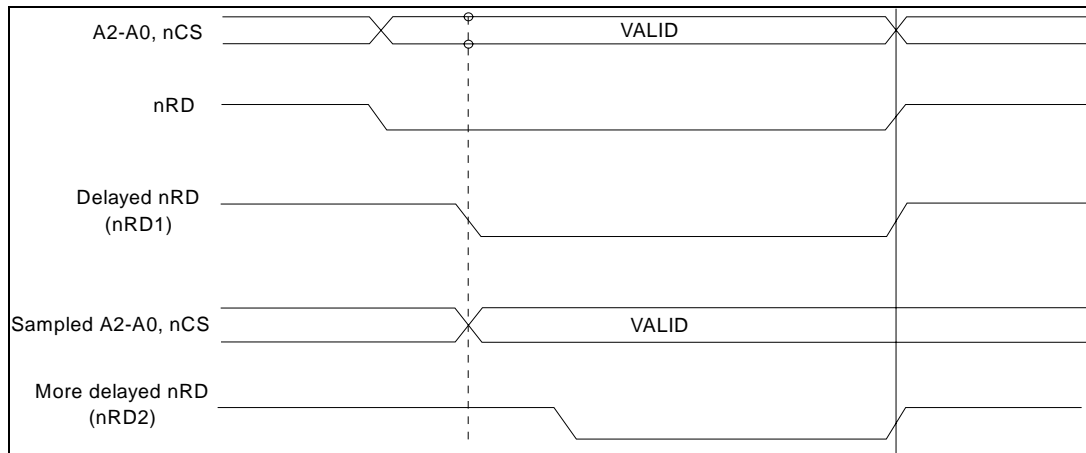 A2-A0, nCS
VALID
nRD
Delayed nRD
(nRD1)
Sampled A2-A0, nCS
VALID
More delayed nRD
(nRD2)